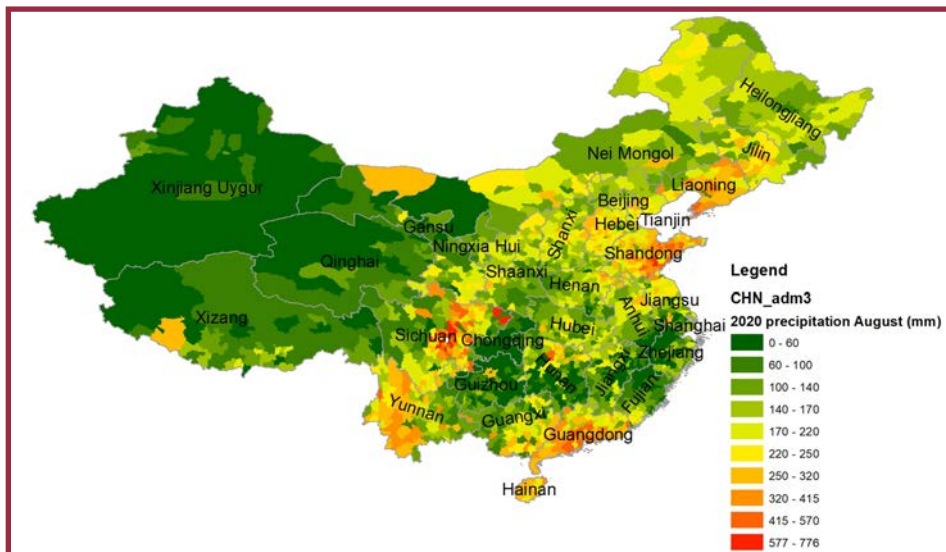 Heilongjiang
Jilin
Nei Mongol
Liaoning
Beijing
Xinjiang Uygur
Tianjin
Hebei
Gansu
Shanxi
Ningxia Hui
Shandong
Qinghai
Shaanxi
Henan
Jiangsu
Anhui
Xizang
Hubei
Shanghai
Sichuan
Chongqing
Zhejiang
Hunan
Jiangxi
Guizhou
Fujian
Yunnan
Guangxi
Guangdong
Hainan
Legend
CHN_adm3
2020 precipitation August (mm)
0 - 60
60 - 100
100 - 140
140 - 170
170 - 220
220 - 250
250 - 320
320 - 415
415 - 570
577 - 776